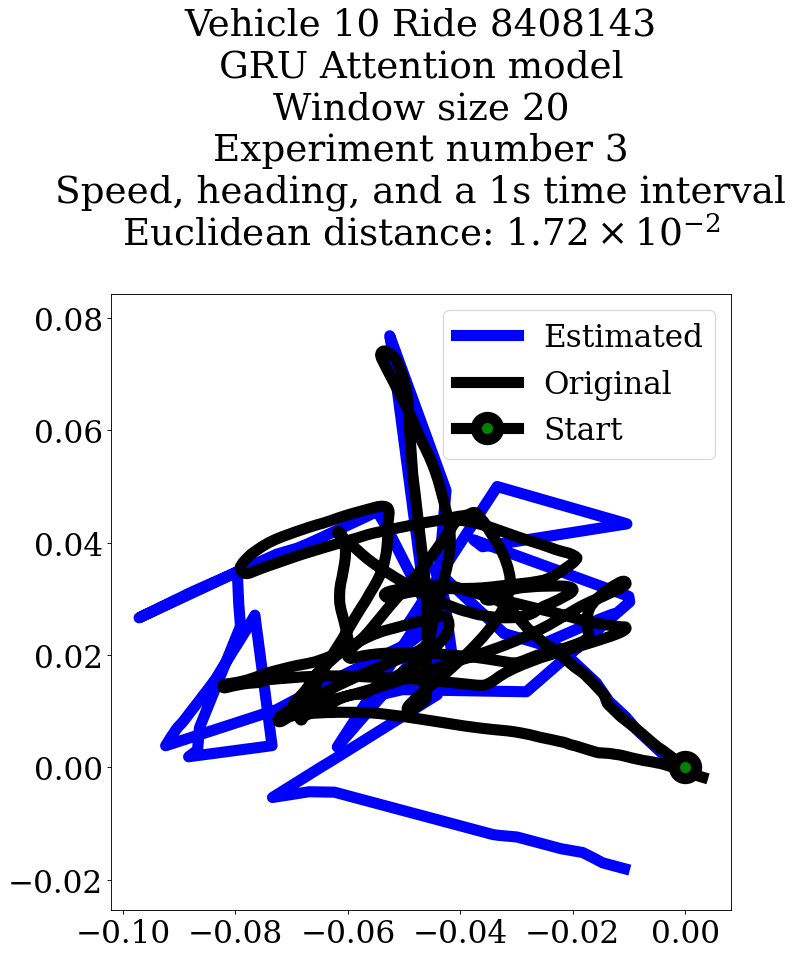 Vehicle 10 Ride 8408143
GRU Attention model
Window size 20
Experiment number 3
Speed, heading, and a 1s time interval
Euclidean distance: 1.72 × 10⁻²
Estimated
Original
Start
0.08
0.06
0.04
0.02
0.00
−0.02
−0.10 −0.08 −0.06 −0.04 −0.02 0.00